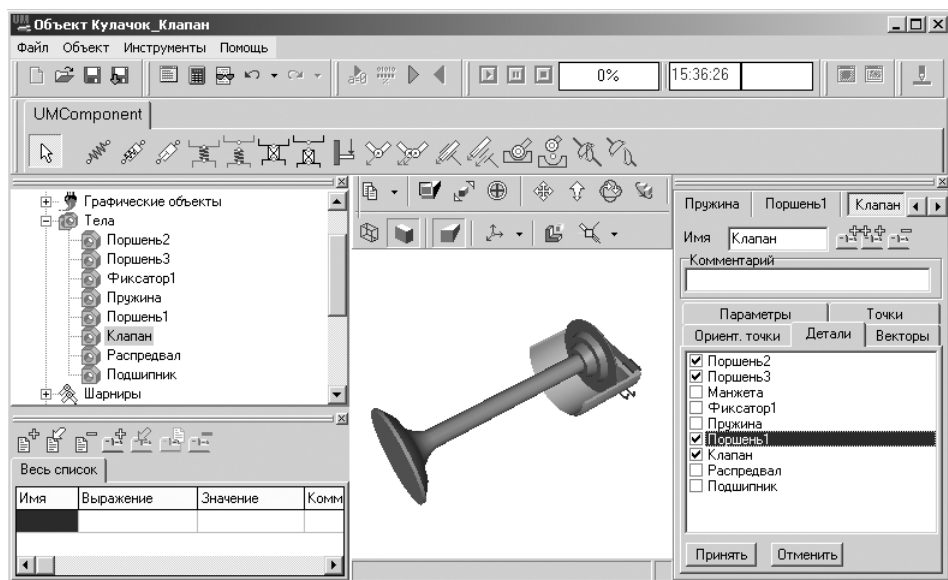 UM Объект Кулачок_Клапан
Файл Объект Инструменты Помощь
0% 15:36:26
UMComponent
Графические объекты
Тела
Поршень2
Поршень3
Фиксатор1
Пружина
Поршень1
Клапан
Распредвал
Подшипник
Шарниры
Весь список
Имя Выражение Значение Комм
Пружина Поршень1 Клапан
Имя Клапан
Комментарий
Параметры Точки
Ориент. точки Детали Векторы
Поршень2
Поршень3
Манжета
Фиксатор1
Пружина
Поршень1
Клапан
Распредвал
Подшипник
Принять Отменить